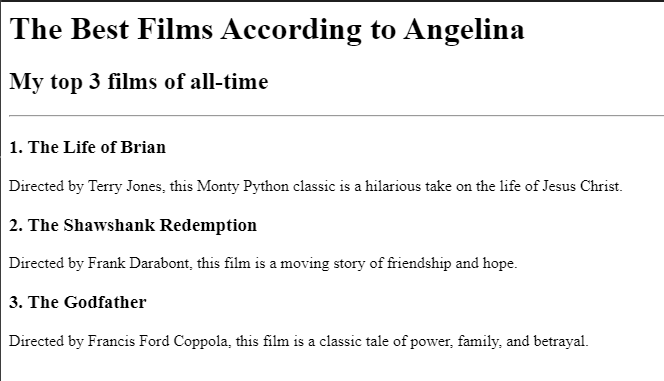 The Best Films According to Angelina
My top 3 films of all-time
1. The Life of Brian
Directed by Terry Jones, this Monty Python classic is a hilarious take on the life of Jesus Christ.
2. The Shawshank Redemption
Directed by Frank Darabont, this film is a moving story of friendship and hope.
3. The Godfather
Directed by Francis Ford Coppola, this film is a classic tale of power, family, and betrayal.